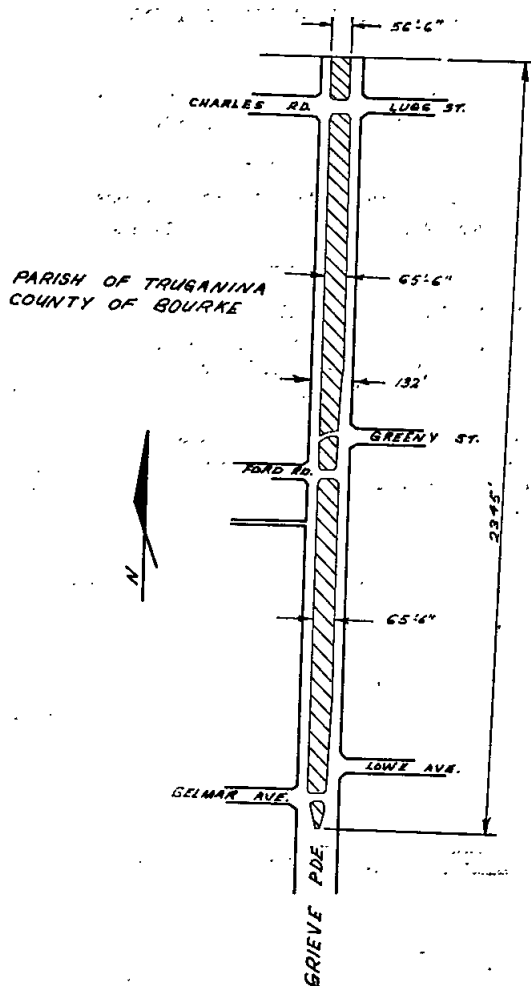 56'-6"
CHARLES RD.
LUGG ST.
PARISH OF TRUGANINA
COUNTY OF BOURKE
65'-6"
132'
GREENY ST.
FORD RD.
2345'
N
65'-6"
LOWE AVE.
BELMAR AVE.
GRIEVE PDE.